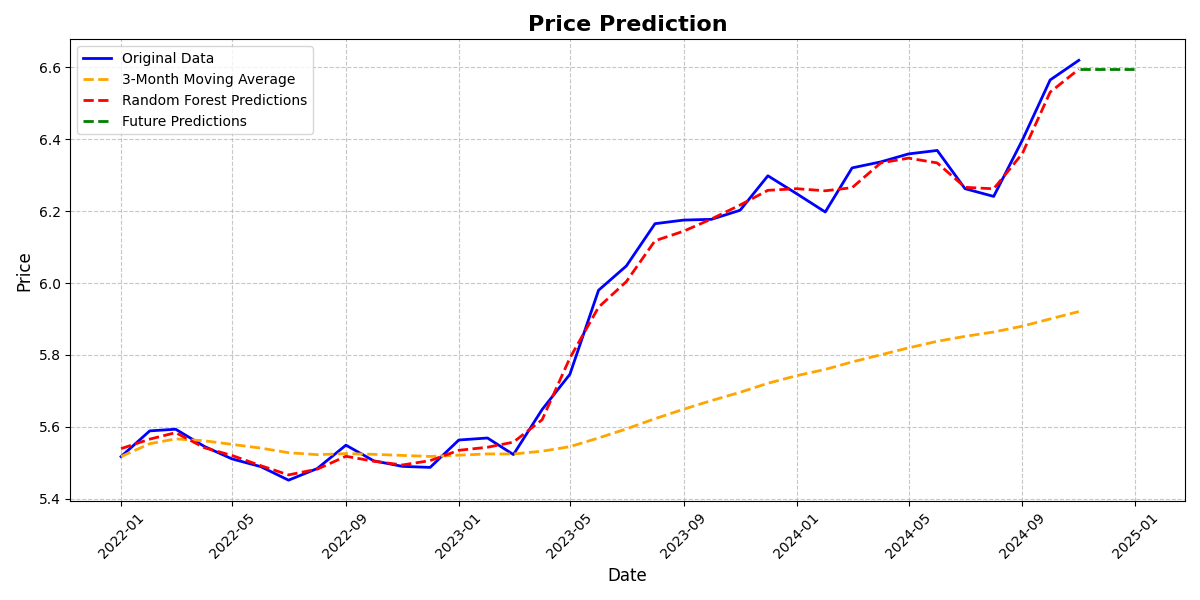 Price Prediction
Original Data
3-Month Moving Average
Random Forest Predictions
Future Predictions
Price
6.6
6.4
6.2
6.0
5.8
5.6
5.4
2022-01
2022-05
2022-09
2023-01
2023-05
2023-09
2024-01
2024-05
2024-09
2025-01
Date